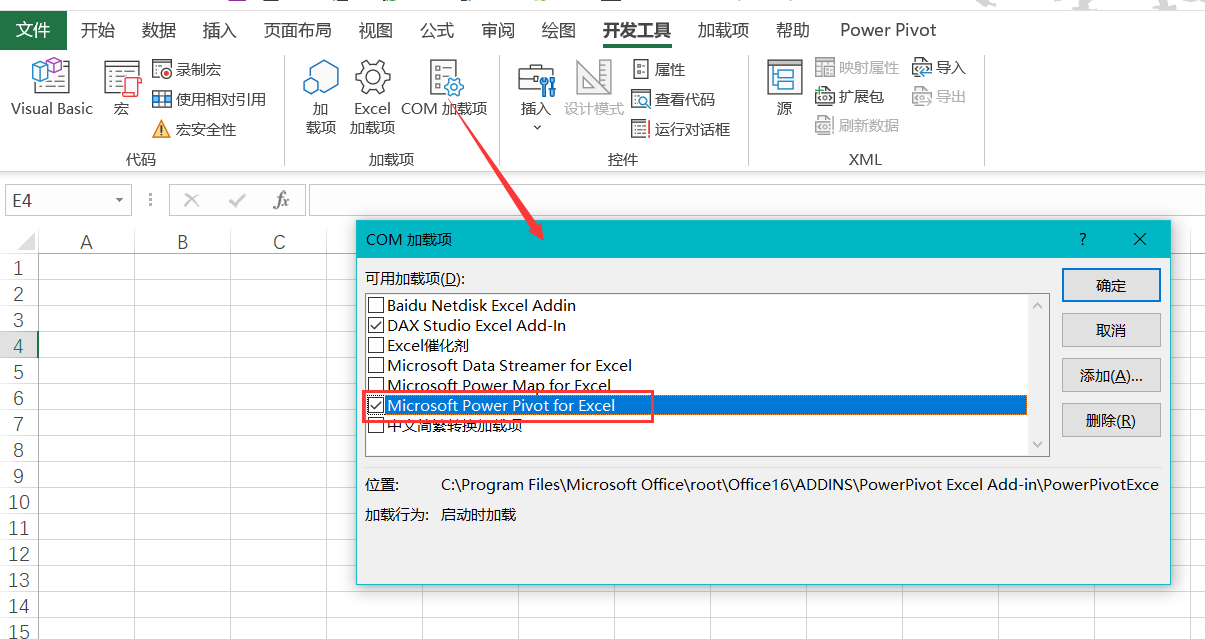 文件 开始 数据 插入 页面布局 视图 公式 审阅 绘图 开发工具 加载项 帮助 Power Pivot
Visual Basic
宏
录制宏
使用相对引用
宏安全性
代码
加
载项
Excel
加载项
COM 加载项
加载项
插入
设计模式
属性
查看代码
运行对话框
控件
源
映射属性
扩展包
刷新数据
导入
导出
XML
E4
fx
A B C
1
2
3
4
5
6
7
8
9
10
11
12
13
14
15
COM 加载项
?
可用加载项(D):
Baidu Netdisk Excel Addin
DAX Studio Excel Add-In
Excel催化剂
Microsoft Data Streamer for Excel
Microsoft Power Map for Excel
Microsoft Power Pivot for Excel
中文简繁转换加载项
确定
取消
添加(A)...
删除(R)
位置: C:\Program Files\Microsoft Office\root\Office16\ADDINS\PowerPivot Excel Add-in\PowerPivotExce
加载行为: 启动时加载